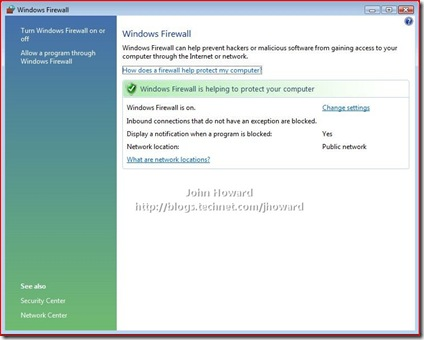 Windows Firewall
Turn Windows Firewall on or
off
Allow a program through
Windows Firewall
Windows Firewall
Windows Firewall can help prevent hackers or malicious software from gaining access to your
computer through the Internet or network.
How does a firewall help protect my computer?
Windows Firewall is helping to protect your computer
Windows Firewall is on. Change settings
Inbound connections that do not have an exception are blocked.
Display a notification when a program is blocked: Yes
Network location: Public network
What are network locations?
John Howard
http://blogs.technet.com/jhoward
See also
Security Center
Network Center